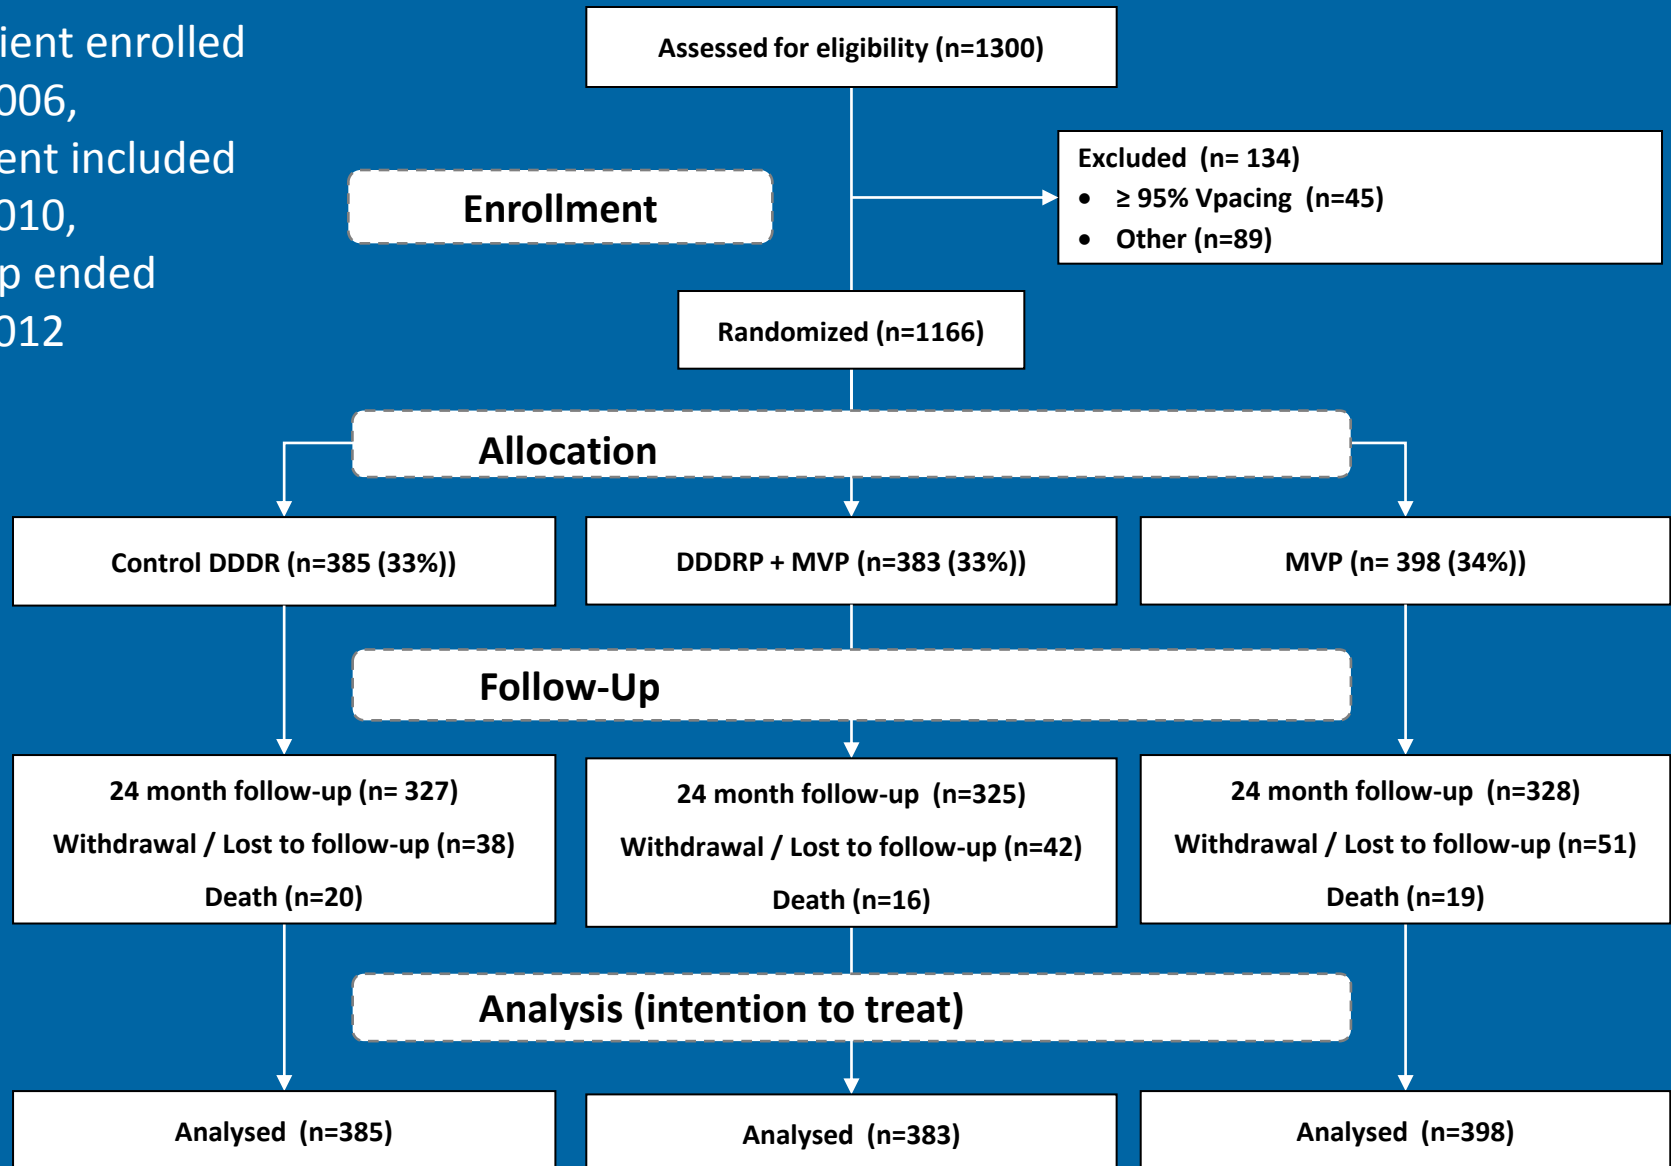 enrolled
ent included
ended
Assessed for eligibility (n=1300)
Excluded (n= 134)
• ≥ 95% Vpacing (n=45)
• Other (n=89)
Enrollment
Randomized (n=1166)
Allocation
Control DDDR (n=385 (33%))
DDDRP + MVP (n=383 (33%))
MVP (n= 398 (34%))
Follow-Up
24 month follow-up (n= 327)
Withdrawal / Lost to follow-up (n=38)
Death (n=20)
24 month follow-up (n=325)
Withdrawal / Lost to follow-up (n=42)
Death (n=16)
24 month follow-up (n=328)
Withdrawal / Lost to follow-up (n=51)
Death (n=19)
Analysis (intention to treat)
Analysed (n=385)
Analysed (n=383)
Analysed (n=398)